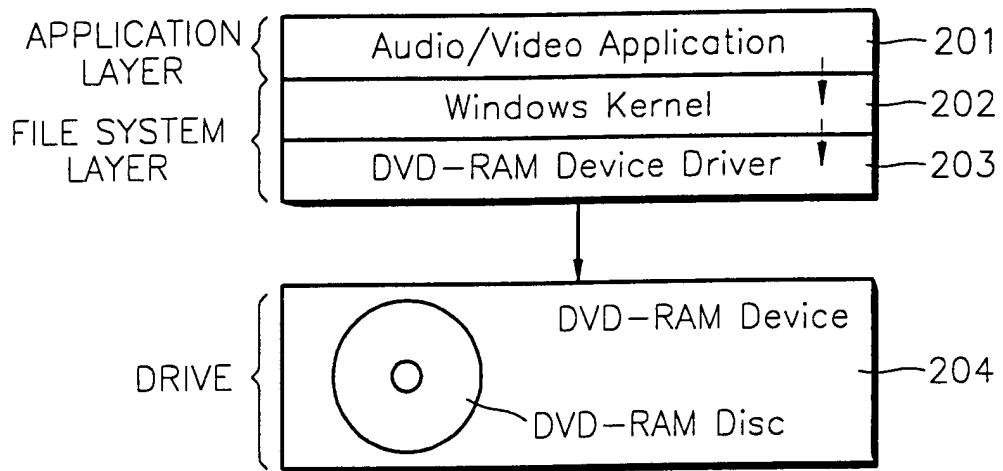 APPLICATION
LAYER
Audio/Video Application
201
Windows Kernel
202
FILE SYSTEM
LAYER
DVD-RAM Device Driver
203
DVD-RAM Device
DRIVE
204
DVD-RAM Disc